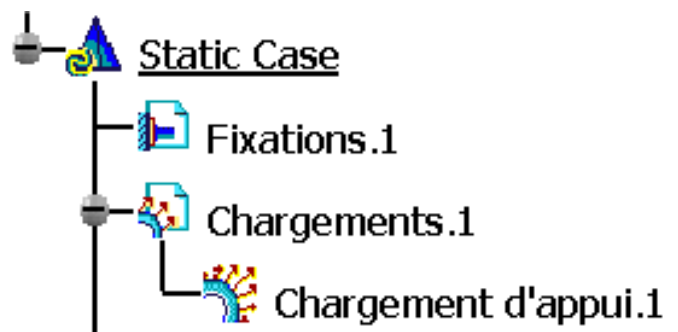 Static Case
Fixations.1
Chargements.1
Chargement d'appui.1